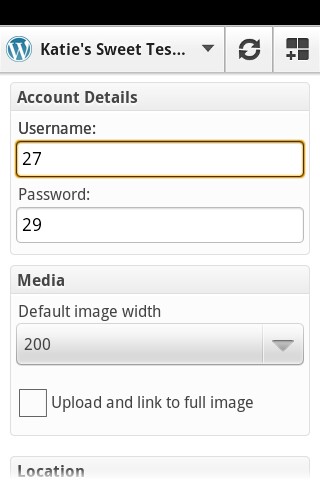 Katie's Sweet Tes...
Account Details
Username:
27
Password:
29
Media
Default image width
200
Upload and link to full image
Location